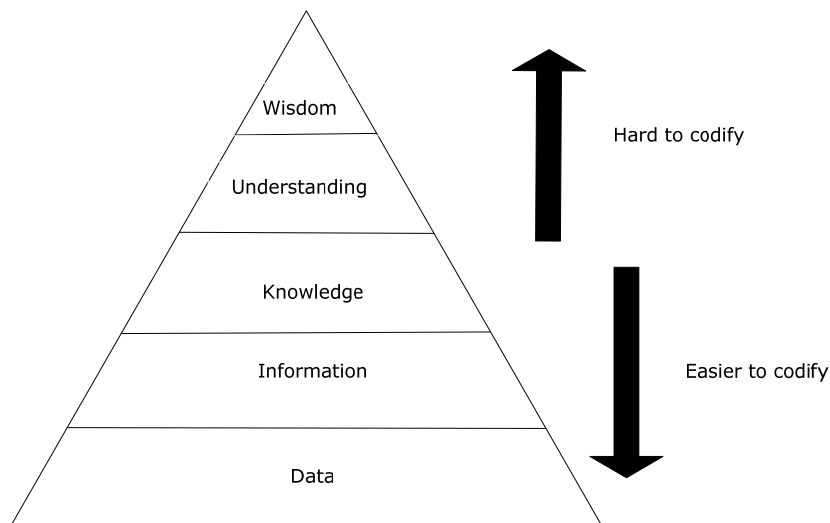 Wisdom
Hard to codify
Understanding
Knowledge
Information
Easier to codify
Data